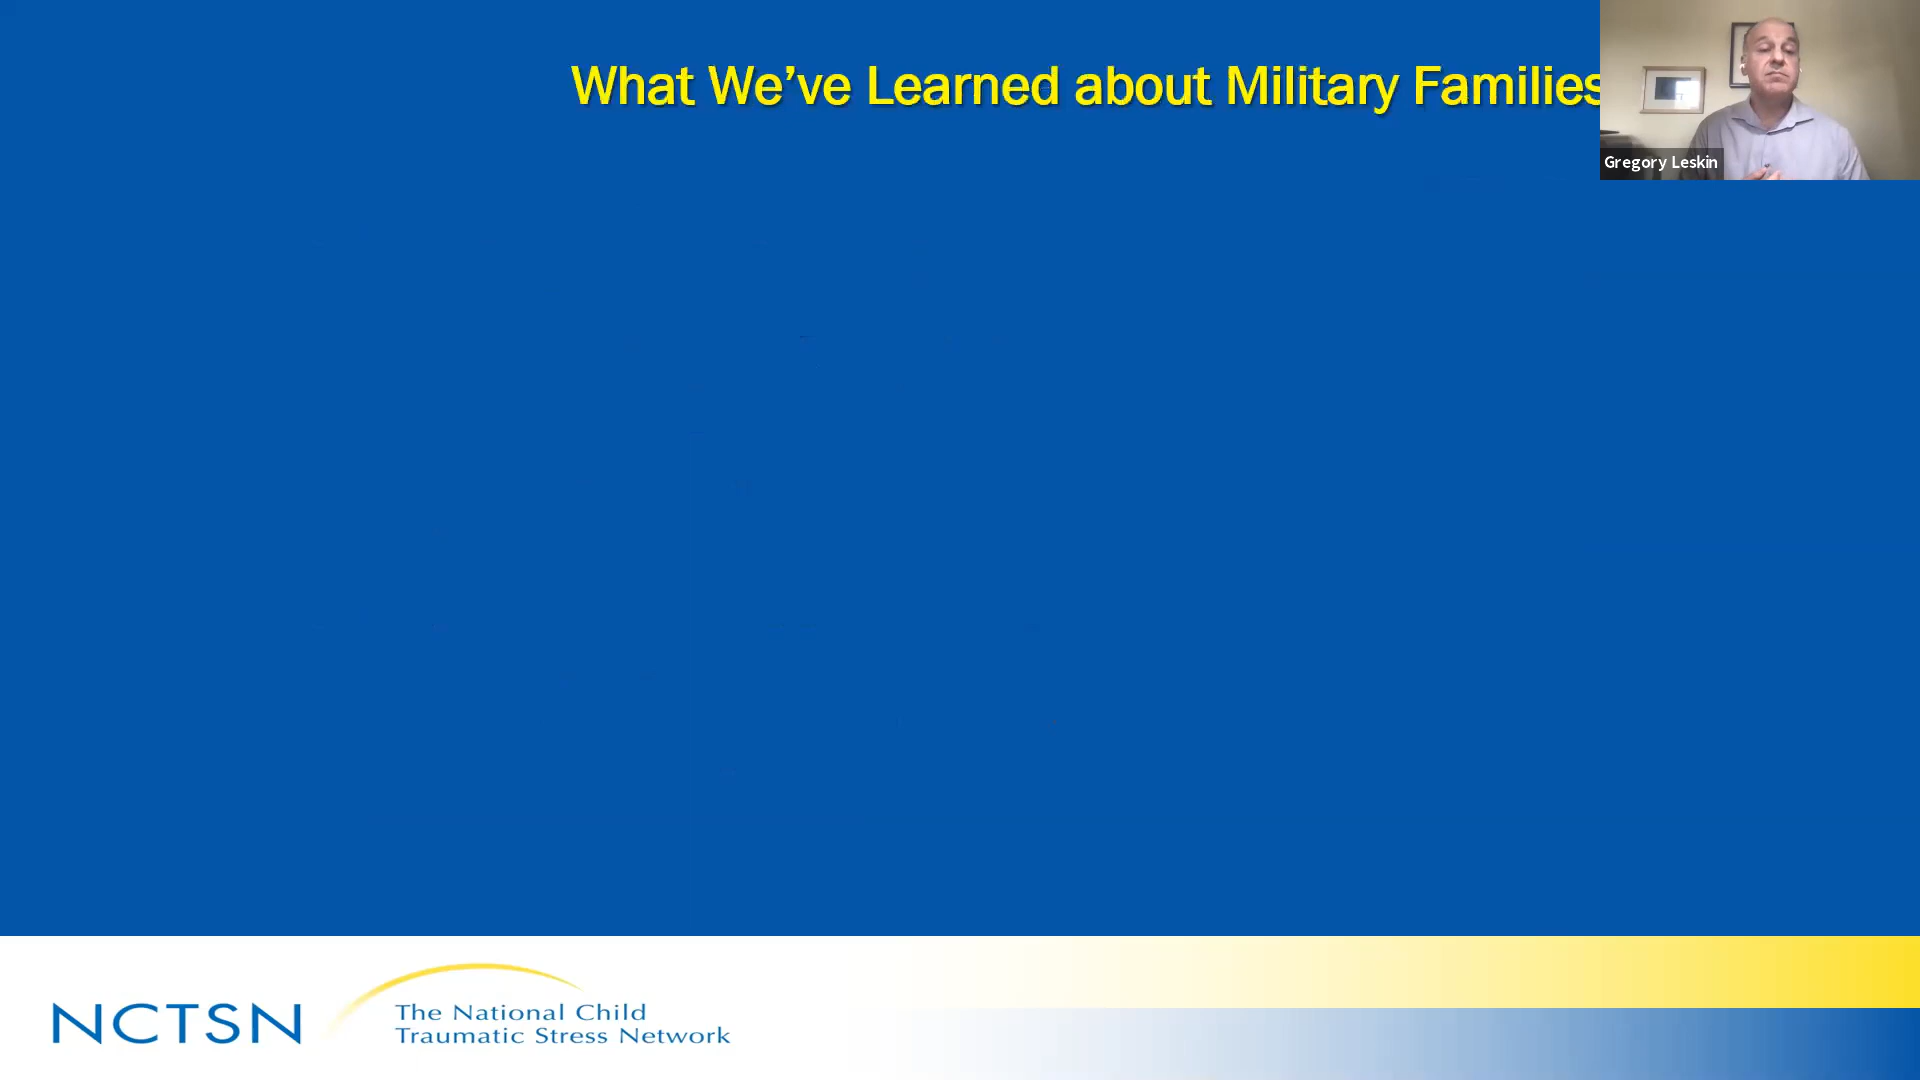 What We’ve Learned about Military Families
Gregory Leskin
NCTSN
The National Child
Traumatic Stress Network